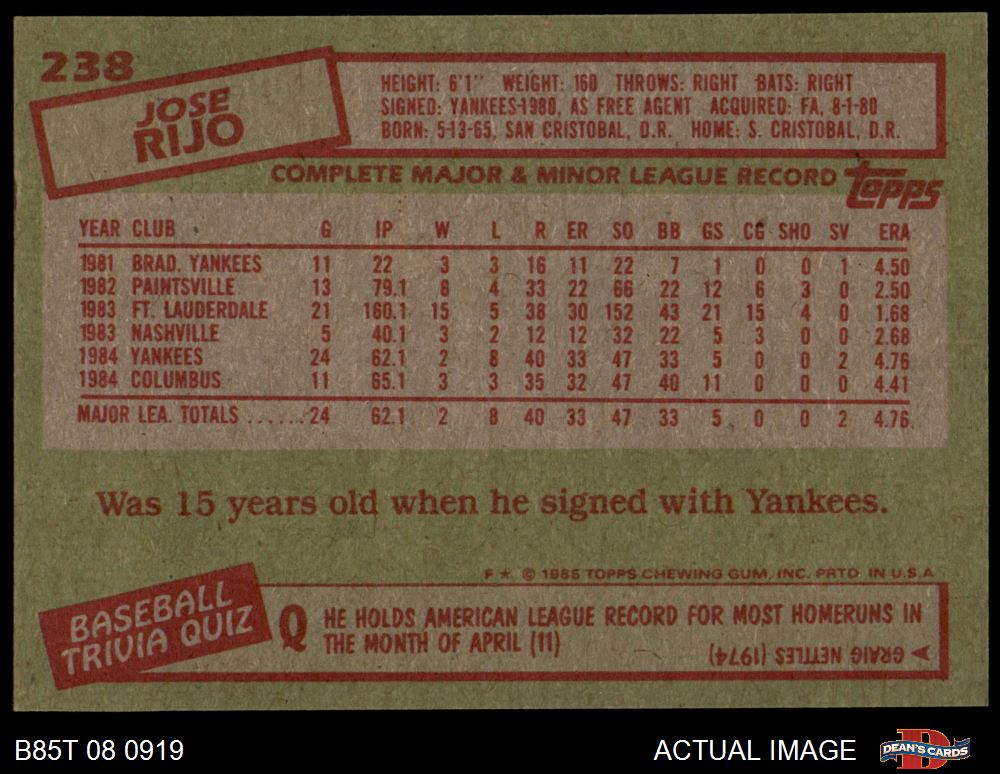 238
JOSE
RIJO
HEIGHT: 6'1" WEIGHT: 160 THROWS: RIGHT BATS: RIGHT
SIGNED: YANKEES-1980, AS FREE AGENT ACQUIRED: FA, 8-1-80
BORN: 5-13-65, SAN CRISTOBAL, D.R. HOME: S. CRISTOBAL, D.R.
COMPLETE MAJOR & MINOR LEAGUE RECORD topps
YEAR CLUB G IP W L R ER SO BB GS CG SHO SV ERA
1981 BRAD. YANKEES 11 22 3 3 16 11 22 7 1 0 0 1 4.50
1982 PAINTSVILLE 13 79.1 8 4 33 22 66 22 12 6 3 0 2.50
1983 FT. LAUDERDALE 21 160.1 15 5 38 30 152 43 21 15 4 0 1.68
1983 NASHVILLE 5 40.1 3 2 12 12 32 22 5 3 0 0 2.68
1984 YANKEES 24 62.1 2 8 40 33 47 33 5 0 0 2 4.76
1984 COLUMBUS 11 65.1 3 3 35 32 47 40 11 0 0 0 4.41
MAJOR LEA. TOTALS ...... 24 62.1 2 8 40 33 47 33 5 0 0 2 4.76
Was 15 years old when he signed with Yankees.
F ★ © 1985 TOPPS CHEWING GUM, INC. PRTD. IN U.S.A.
BASEBALL
TRIVIA QUIZ
Q HE HOLDS AMERICAN LEAGUE RECORD FOR MOST HOMERUNS IN
THE MONTH OF APRIL (11)
A GRAIG NETTLES (1974)
B85T 08 0919
ACTUAL IMAGE
DEAN'S CARDS